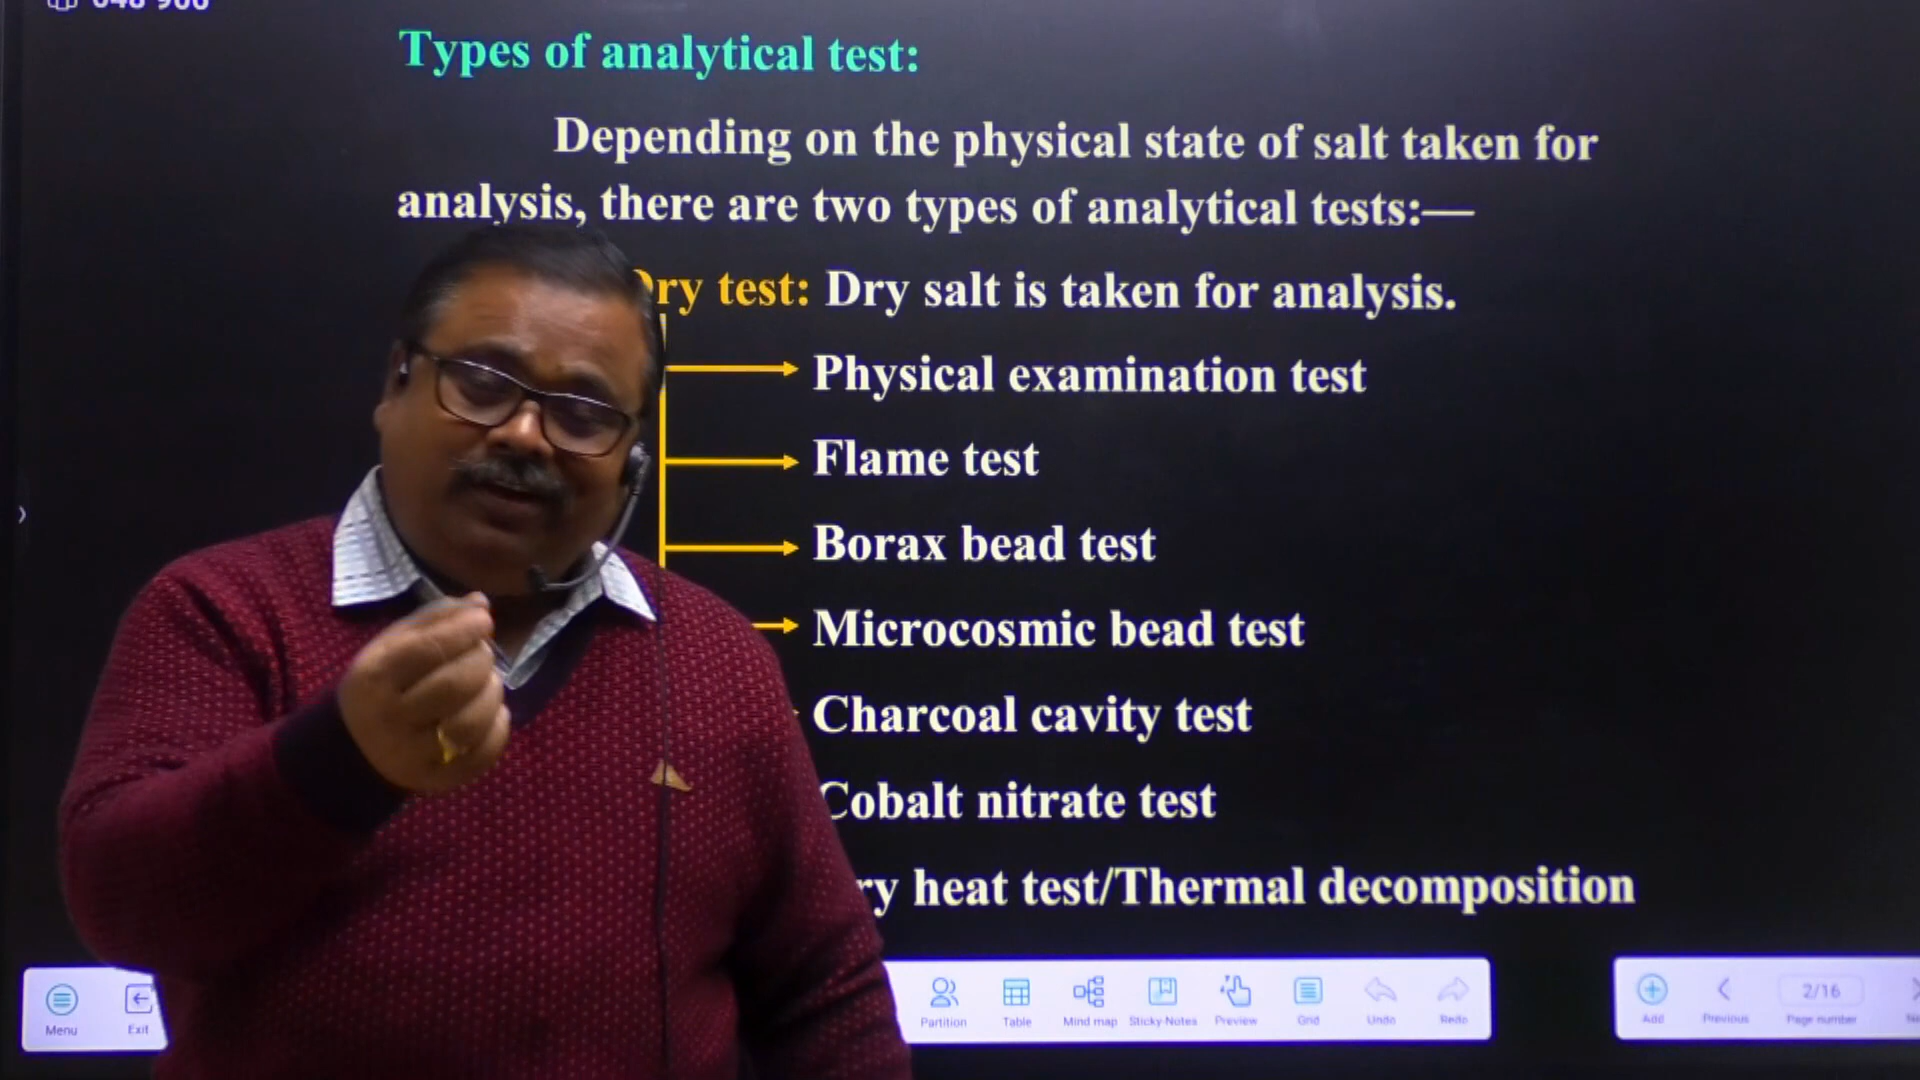 Types of analytical test:
Depending on the physical state of salt taken for
analysis, there are two types of analytical tests:—
Dry test: Dry salt is taken for analysis.
Physical examination test
Flame test
Borax bead test
Microcosmic bead test
Charcoal cavity test
Cobalt nitrate test
ry heat test/Thermal decomposition
Menu Exit Partition Table Mind map Sticky-Notes Preview Grid Undo Redo Add Previous 2/16 Page number